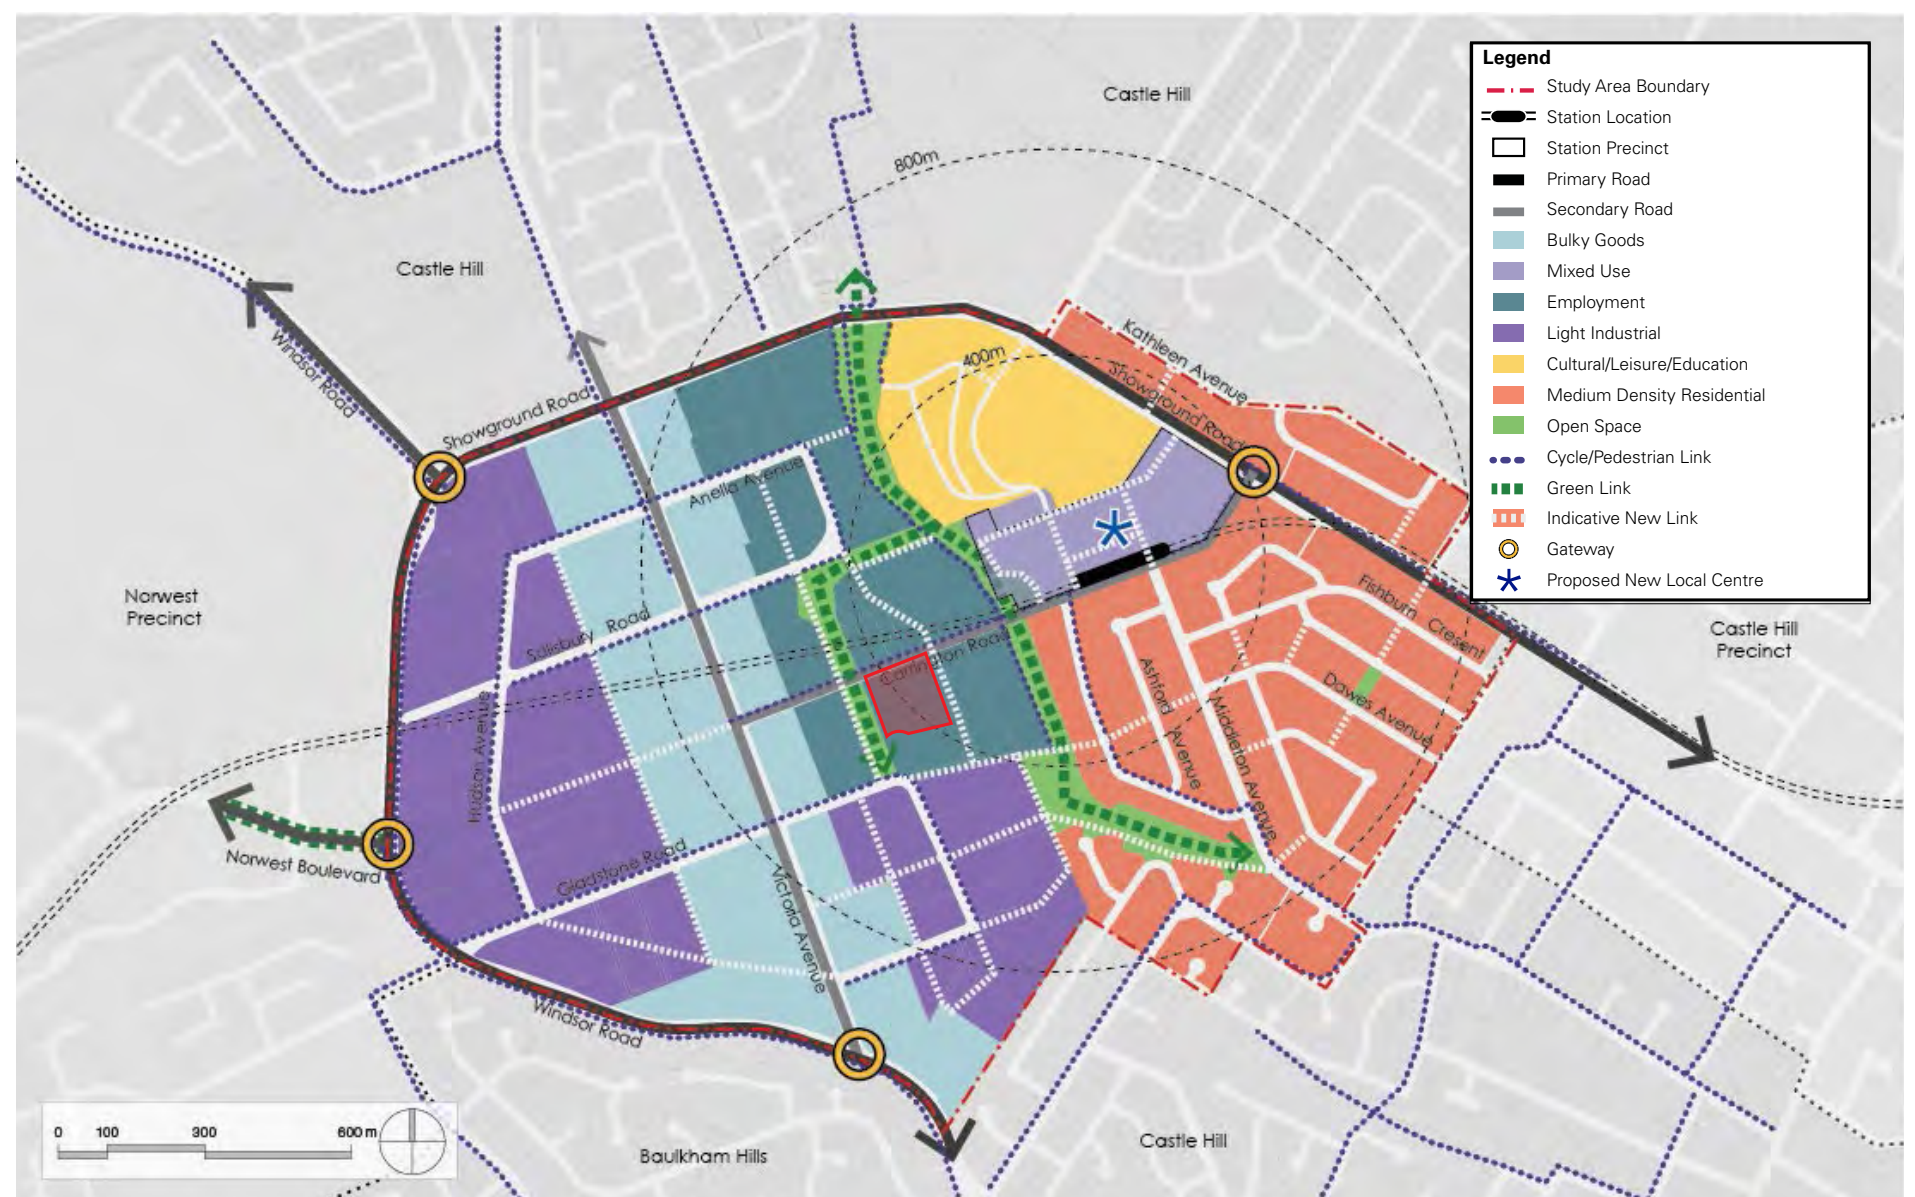 Legend
Study Area Boundary
Station Location
Station Precinct
Primary Road
Secondary Road
Bulky Goods
Mixed Use
Employment
Light Industrial
Cultural/Leisure/Education
Medium Density Residential
Open Space
Cycle/Pedestrian Link
Green Link
Indicative New Link
Gateway
Proposed New Local Centre
Castle Hill
800m
Castle Hill
400m
Kathleen Avenue
Showground Road
Windsor Road
Showground Road
Anella Avenue
Norwest
Precinct
Salisbury Road
Carrington Road
Fishburn Cresent
Castle Hill
Precinct
Dawes Avenue
Ashford Avenue
Middleton Avenue
Hudson Avenue
Norwest Boulevard
Gladstone Road
Victoria Avenue
Windsor Road
0 100 300 600 m
Baulkham Hills
Castle Hill